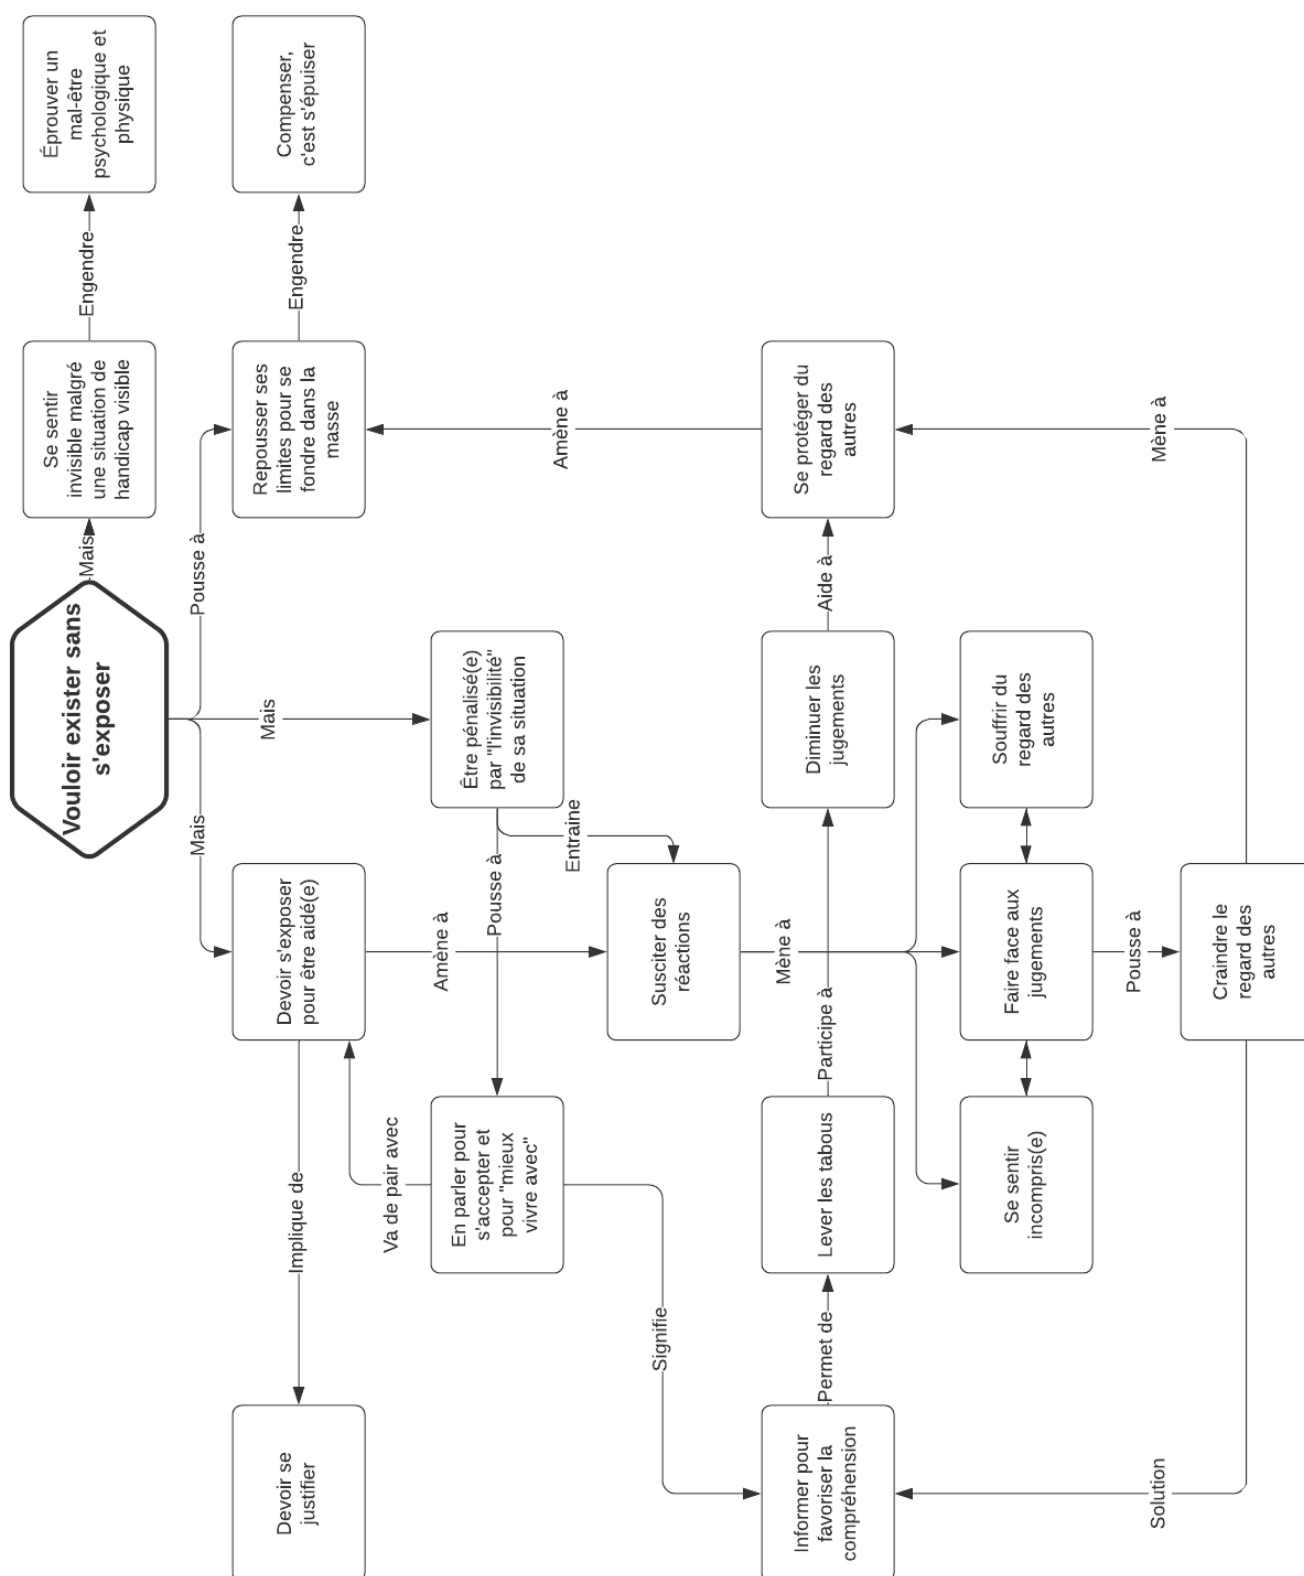 Vouloir existir sans
s'exposer
Mais
Se sentir
invisible malgré
une situation de
handicap visible
Engendre
Éprouver un
mal-être
psychologique et
physique
Pousse à
Repousser ses
limites pour se
fondre dans la
masse
Engendre
Compenser,
c'est s'épuiser
Mais
Devoir s'exposer
pour être aidé(e)
Implique de
Devoir se
justifier
Mais
Être pénalisé(e)
par "l'invisibilité"
de sa situation
Pousse à
Entraine
Amène à
En parler pour
s'accepter et
pour "mieux
vivre avec"
Va de pair avec
Susciter des
réactions
Signifie
Mène à
Informer pour
favoriser la
compréhension
Permet de
Lever les tabous
Participe à
Diminuer les
jugements
Aide à
Se protéger du
regard des
autres
Amène à
Se sentir
incompris(e)
Faire face aux
jugements
Souffrir du
regard des
autres
Pousse à
Craindre le
regard des
autres
Solution
Mène à